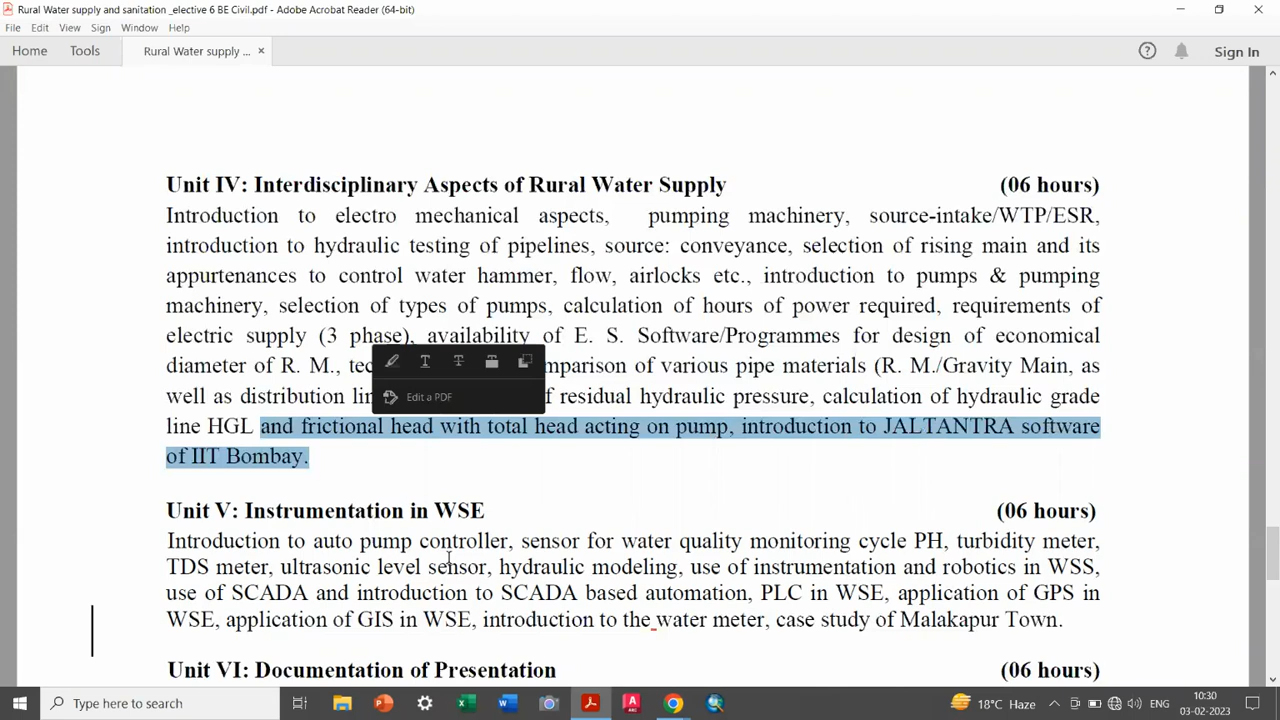 Rural Water supply and sanitation _elective 6 BE Civil.pdf - Adobe Acrobat Reader (64-bit)
File Edit View Sign Window Help
Home Tools Rural Water supply ... × Sign In
Unit IV: Interdisciplinary Aspects of Rural Water Supply (06 hours)
Introduction to electro mechanical aspects, pumping machinery, source-intake/WTP/ESR,
introduction to hydraulic testing of pipelines, source: conveyance, selection of rising main and its
appurtenances to control water hammer, flow, airlocks etc., introduction to pumps & pumping
machinery, selection of types of pumps, calculation of hours of power required, requirements of
electric supply (3 phase), availability of E. S. Software/Programmes for design of economical
diameter of R. M., comparison of various pipe materials (R. M./Gravity Main, as
well as distribution of residual hydraulic pressure, calculation of hydraulic grade
Edit a PDF
line HGL and frictional head with total head acting on pump, introduction to JALTANTRA software
of IIT Bombay.
Unit V: Instrumentation in WSE (06 hours)
Introduction to auto pump controller, sensor for water quality monitoring cycle PH, turbidity meter,
TDS meter, ultrasonic level sensor, hydraulic modeling, use of instrumentation and robotics in WSS,
use of SCADA and introduction to SCADA based automation, PLC in WSE, application of GPS in
WSE, application of GIS in WSE, introduction to the water meter, case study of Malakapur Town.
Unit VI: Documentation of Presentation (06 hours)
Type here to search 18°C Haze ENG 10:30
03-02-2023